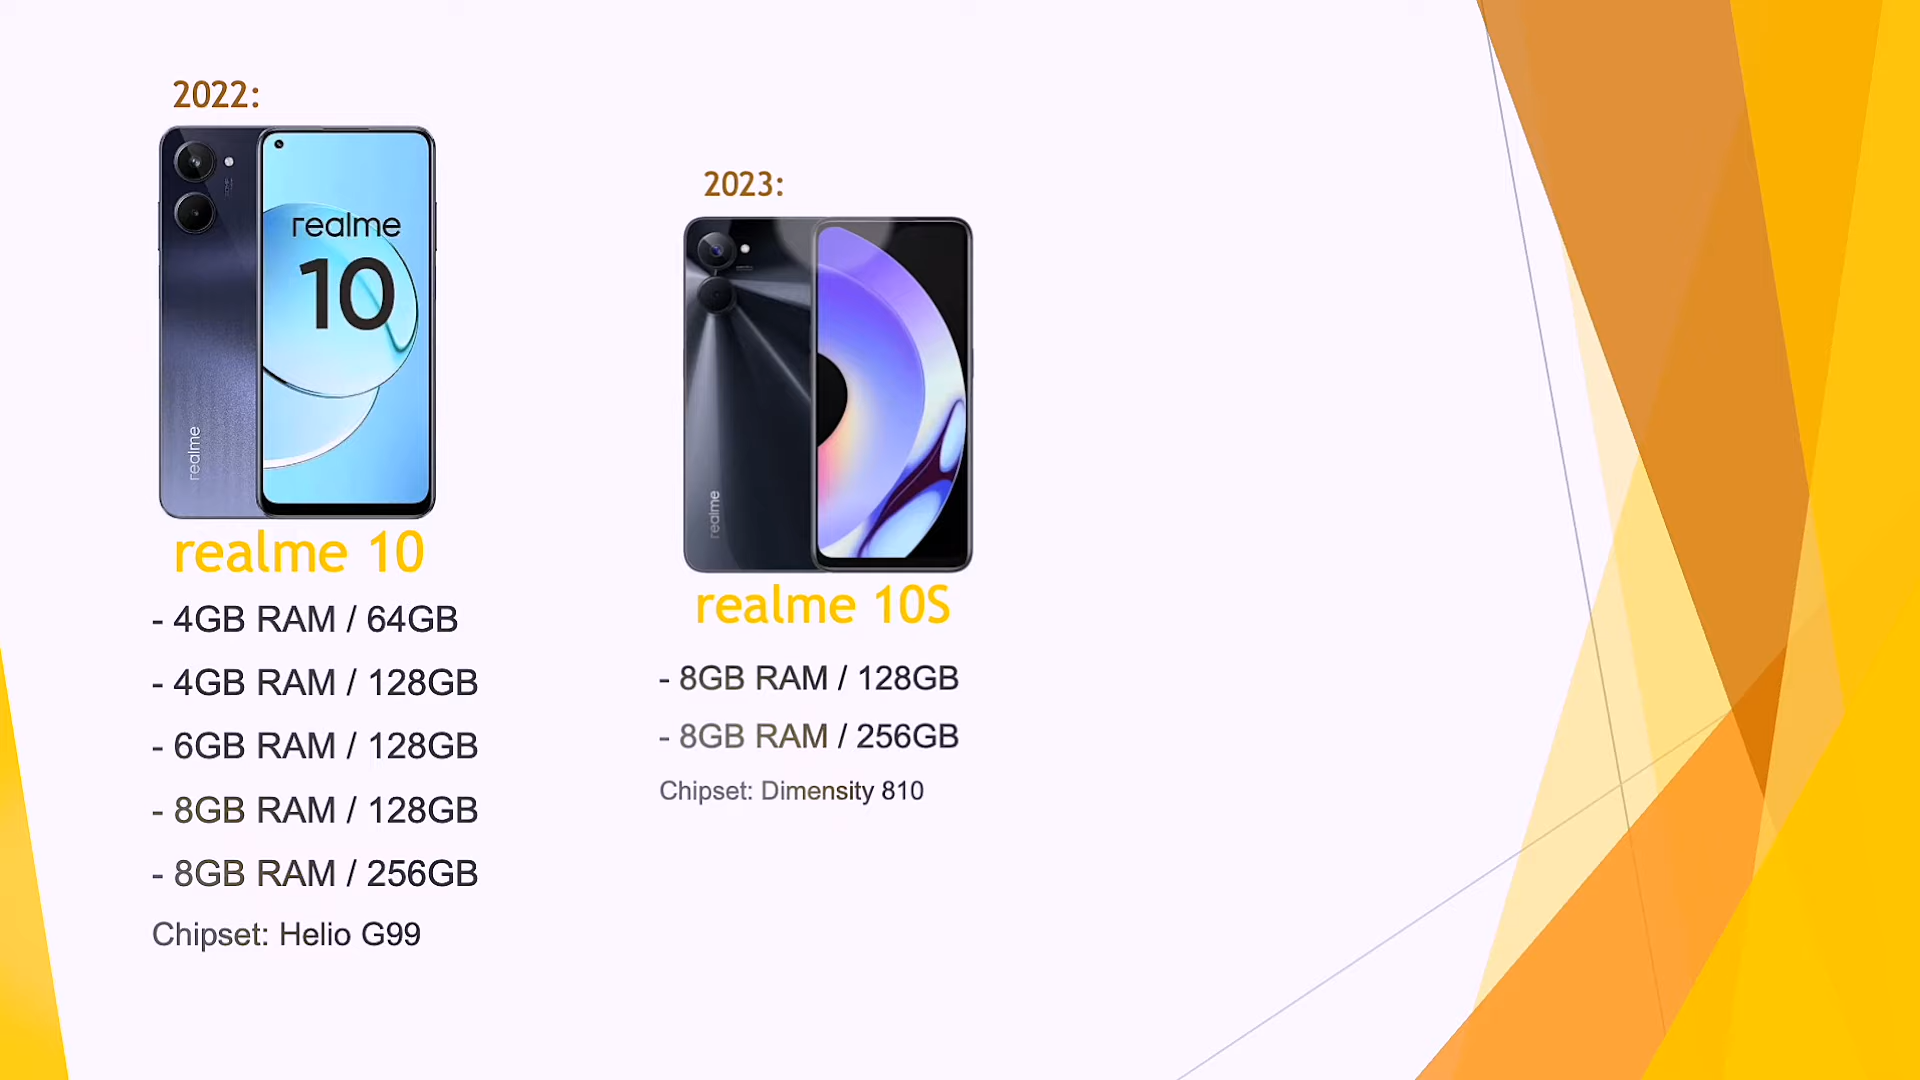 2022:
realme
10
realme
realme 10
- 4GB RAM / 64GB
- 4GB RAM / 128GB
- 6GB RAM / 128GB
- 8GB RAM / 128GB
- 8GB RAM / 256GB
Chipset: Helio G99
2023:
realme
realme 10S
- 8GB RAM / 128GB
- 8GB RAM / 256GB
Chipset: Dimensity 810